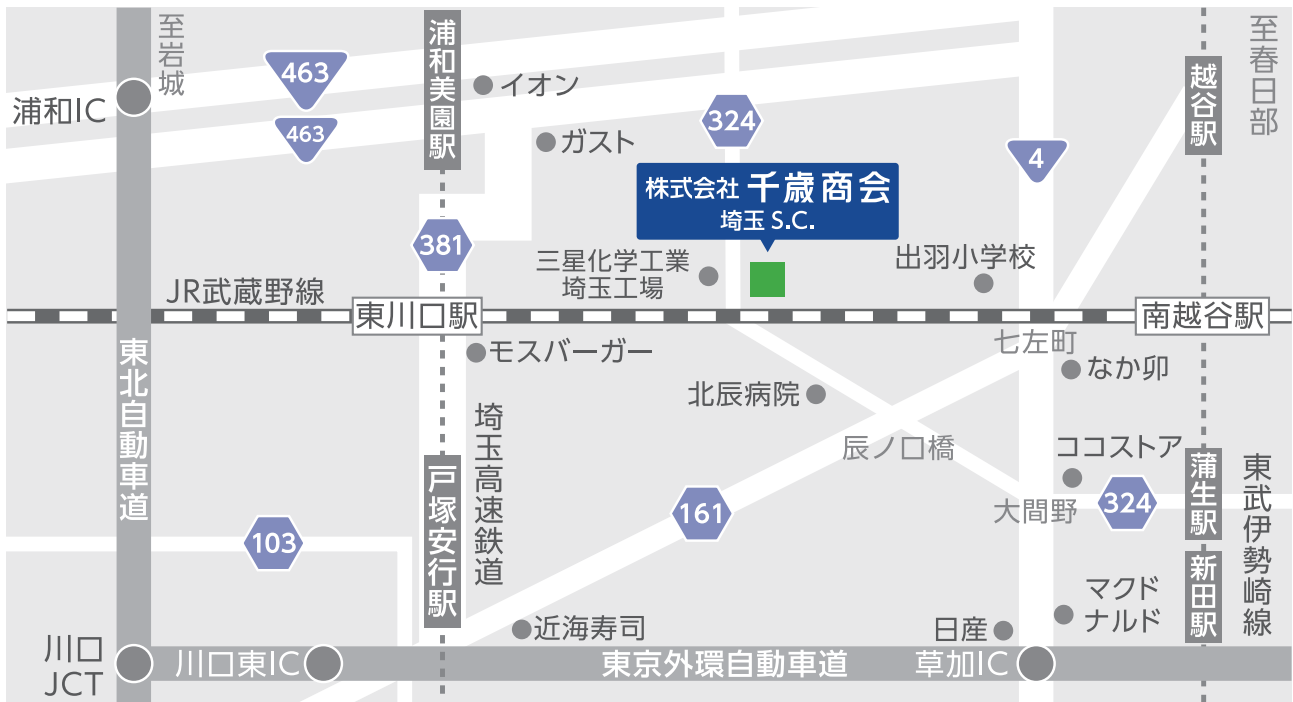 至岩城
浦和美園駅
至春日部
463
イオン
越谷駅
浦和IC
324
463
ガスト
4
株式会社 千歳商会
埼玉 S.C.
381
三星化学工業
埼玉工場
出羽小学校
JR武蔵野線
東川口駅
南越谷駅
東北自動車道
モスバーガー
七左町
なか卯
北辰病院
埼玉高速鉄道
辰ノ口橋
ココストア
蒲生駅
東武伊勢崎線
戸塚安行駅
161
大間野
324
103
新田駅
マクド
ナルド
近海寿司
日産
川口
JCT
川口東IC
東京外環自動車道
草加IC